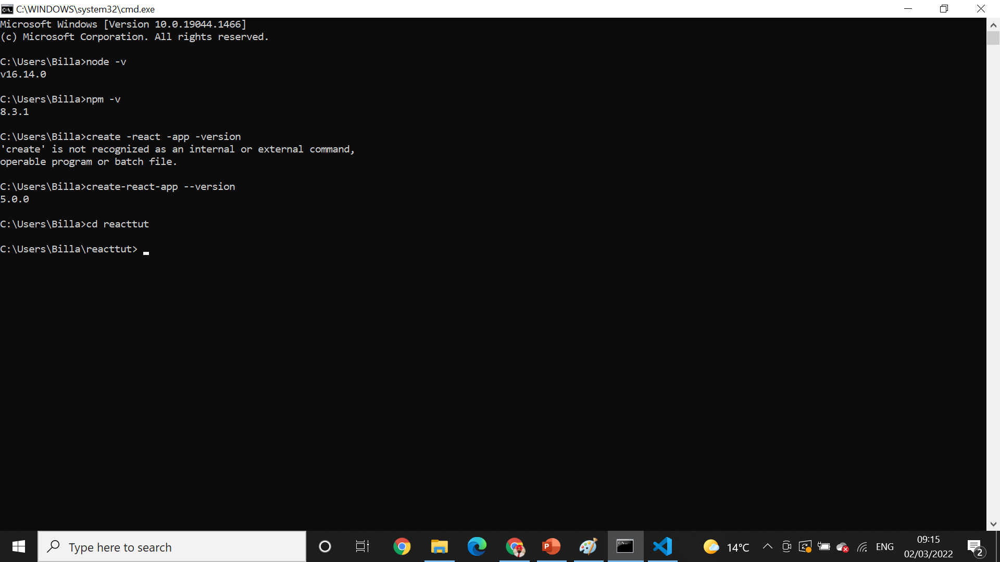 C:\WINDOWS\system32\cmd.exe
Microsoft Windows [Version 10.0.19044.1466]
(c) Microsoft Corporation. All rights reserved.
C:\Users\Billa>node -v
v16.14.0
C:\Users\Billa>npm -v
8.3.1
C:\Users\Billa>create -react -app -version
'create' is not recognized as an internal or external command,
operable program or batch file.
C:\Users\Billa>create-react-app --version
5.0.0
C:\Users\Billa>cd reacttut
C:\Users\Billa\reacttut>
Type here to search
14°C
ENG
09:15
02/03/2022
2